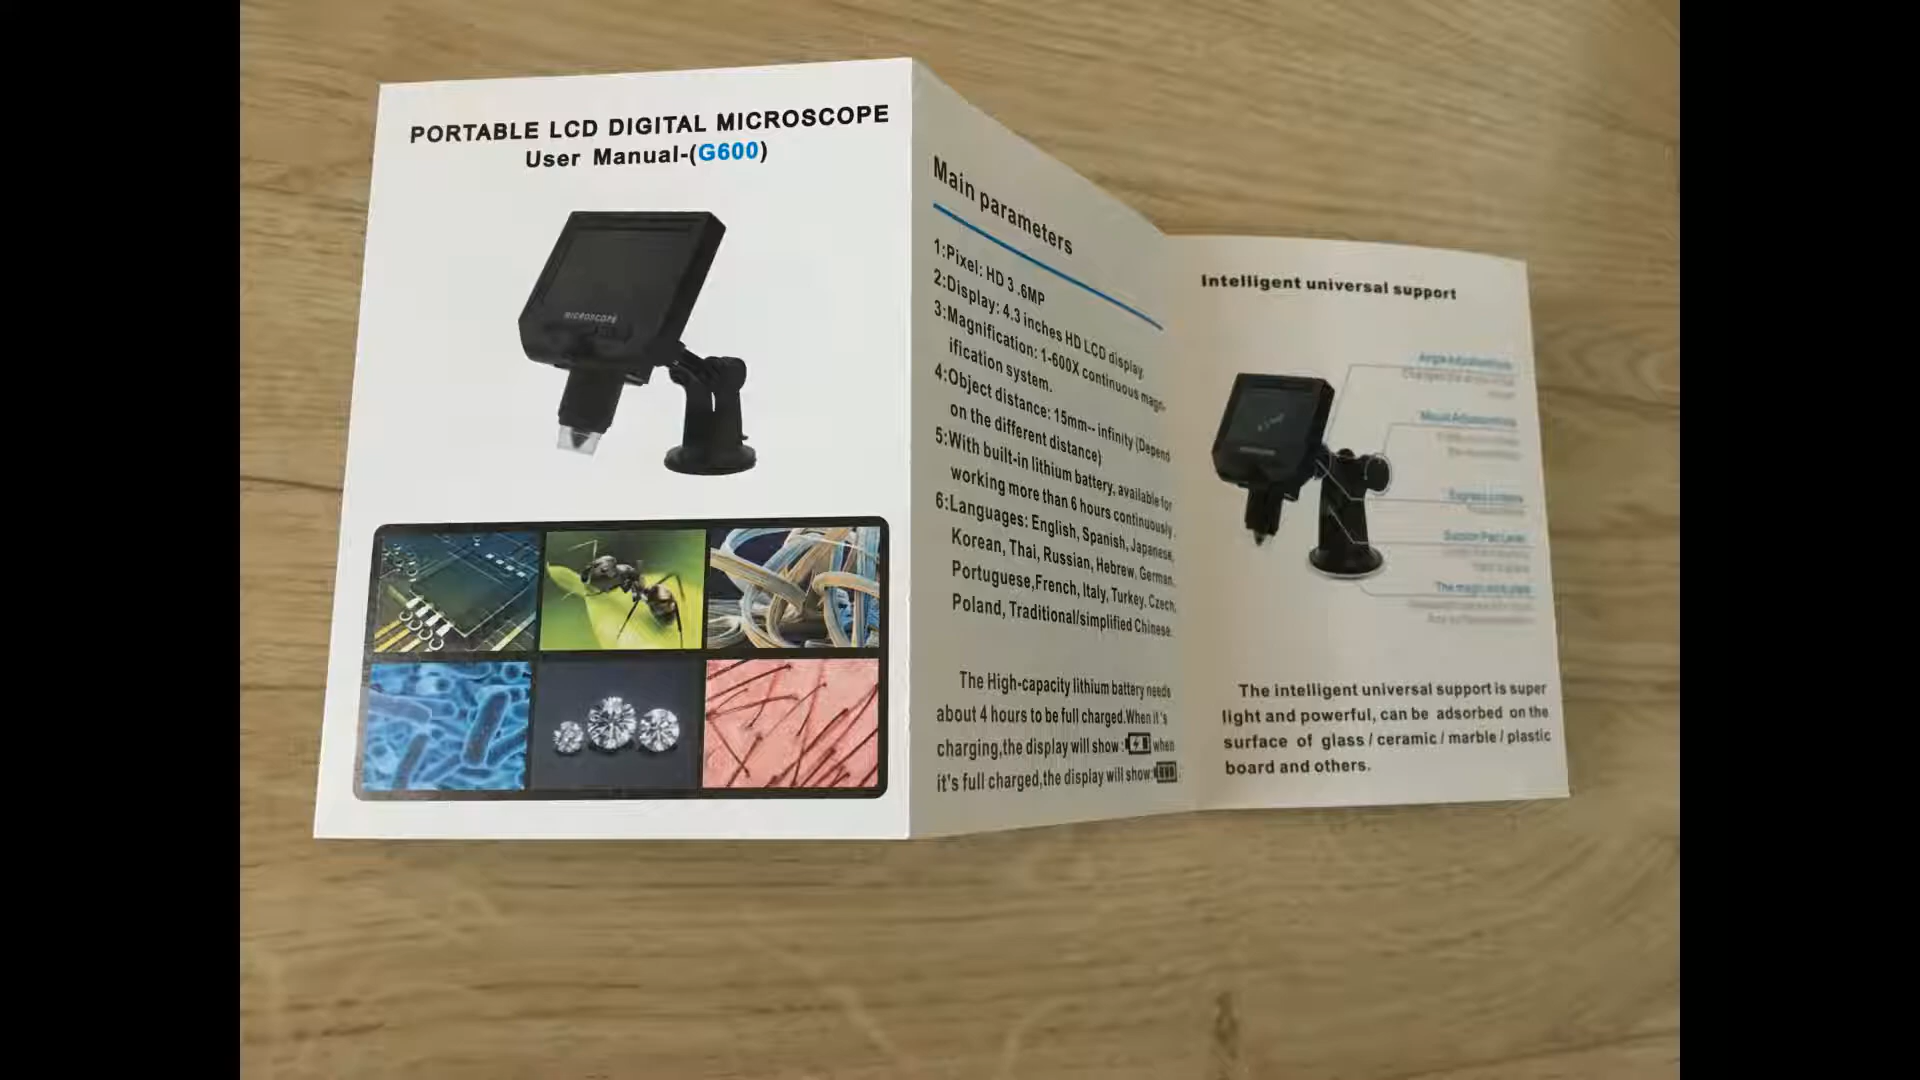 PORTABLE LCD DIGITAL MICROSCOPE
User Manual-(G600)
MICROSCOPE
Main parameters
1:Pixel: HD 3 .6MP
2:Display: 4.3 inches HD LCD display.
3:Magnification: 1-600X continuous magn-
ification system.
4:Object distance: 15mm-- infinity (Depend
on the different distance)
5:With built-in lithium battery, available for
working more than 6 hours continuously.
6:Languages: English, Spanish, Japanese,
Korean, Thai, Russian, Hebrew, German,
Portuguese,French, Italy, Turkey, Czech,
Poland, Traditional/simplified Chinese.
The High-capacity lithium battery needs
about 4 hours to be full charged.When it's
charging,the display will show: when
it's full charged,the display will show:
Intelligent universal support
The intelligent universal support is super
light and powerful, can be adsorbed on the
surface of glass / ceramic / marble / plastic
board and others.